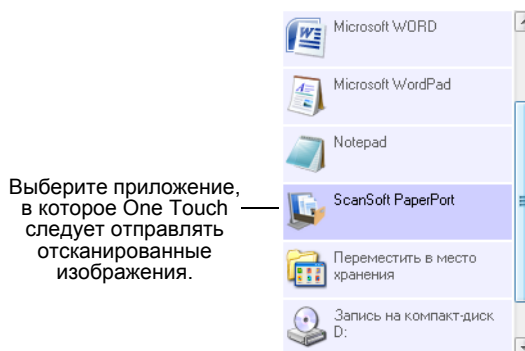 Microsoft WORD
Microsoft WordPad
Notepad
Выберите приложение,
в которое One Touch
следует отправлять
отсканированные
изображения.
ScanSoft PaperPort
Переместить в место
хранения
Запись на компакт-диск
D: